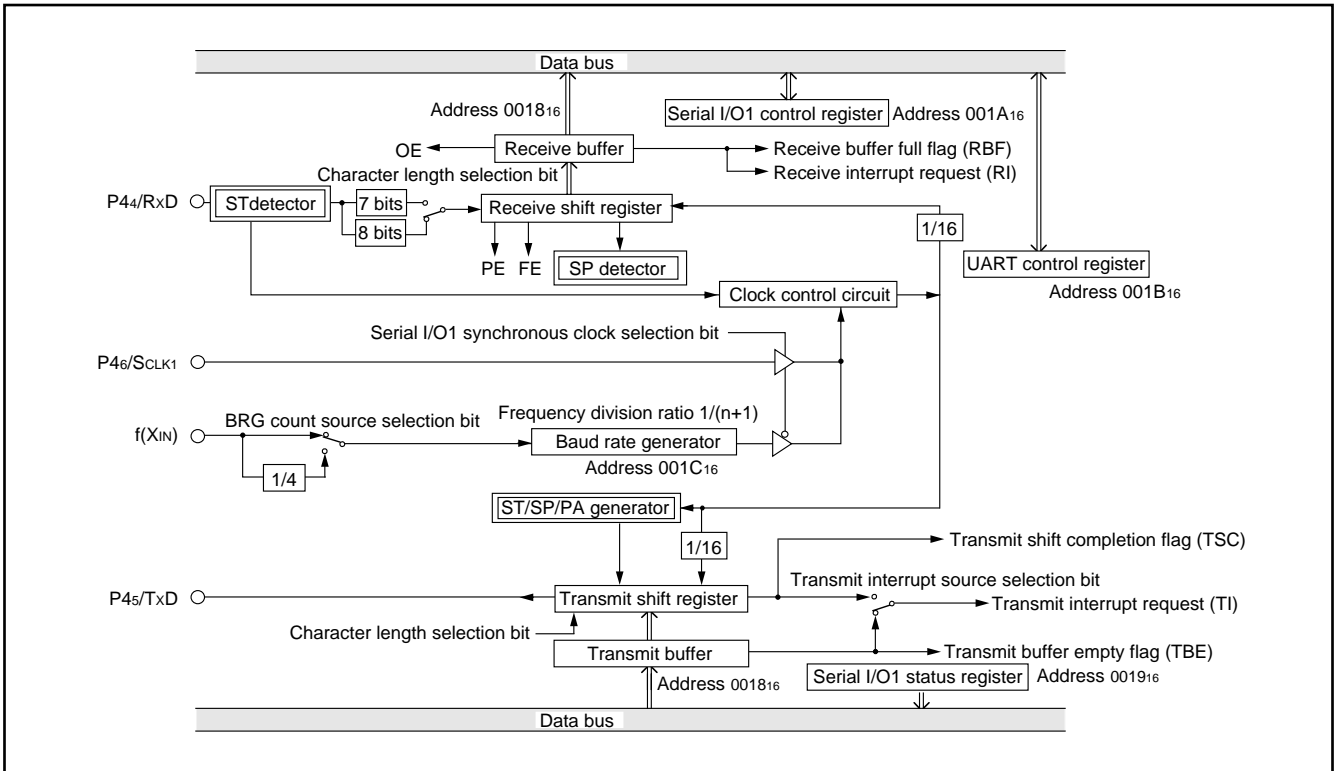 Data bus
Address 001816
Serial I/O1 control register Address 001A16
OE Receive buffer Receive buffer full flag (RBF)
Receive interrupt request (RI)
Character length selection bit
P44/RXD STdetector 7 bits Receive shift register
8 bits
1/16
PE FE SP detector
UART control register
Address 001B16
Clock control circuit
Serial I/O1 synchronous clock selection bit
P46/SCLK1
f(XIN) BRG count source selection bit Frequency division ratio 1/(n+1)
Baud rate generator
Address 001C16
1/4
ST/SP/PA generator
1/16
Transmit shift completion flag (TSC)
Transmit interrupt source selection bit
P45/TXD Transmit shift register Transmit interrupt request (TI)
Character length selection bit
Transmit buffer Transmit buffer empty flag (TBE)
Address 001816
Serial I/O1 status register Address 001916
Data bus